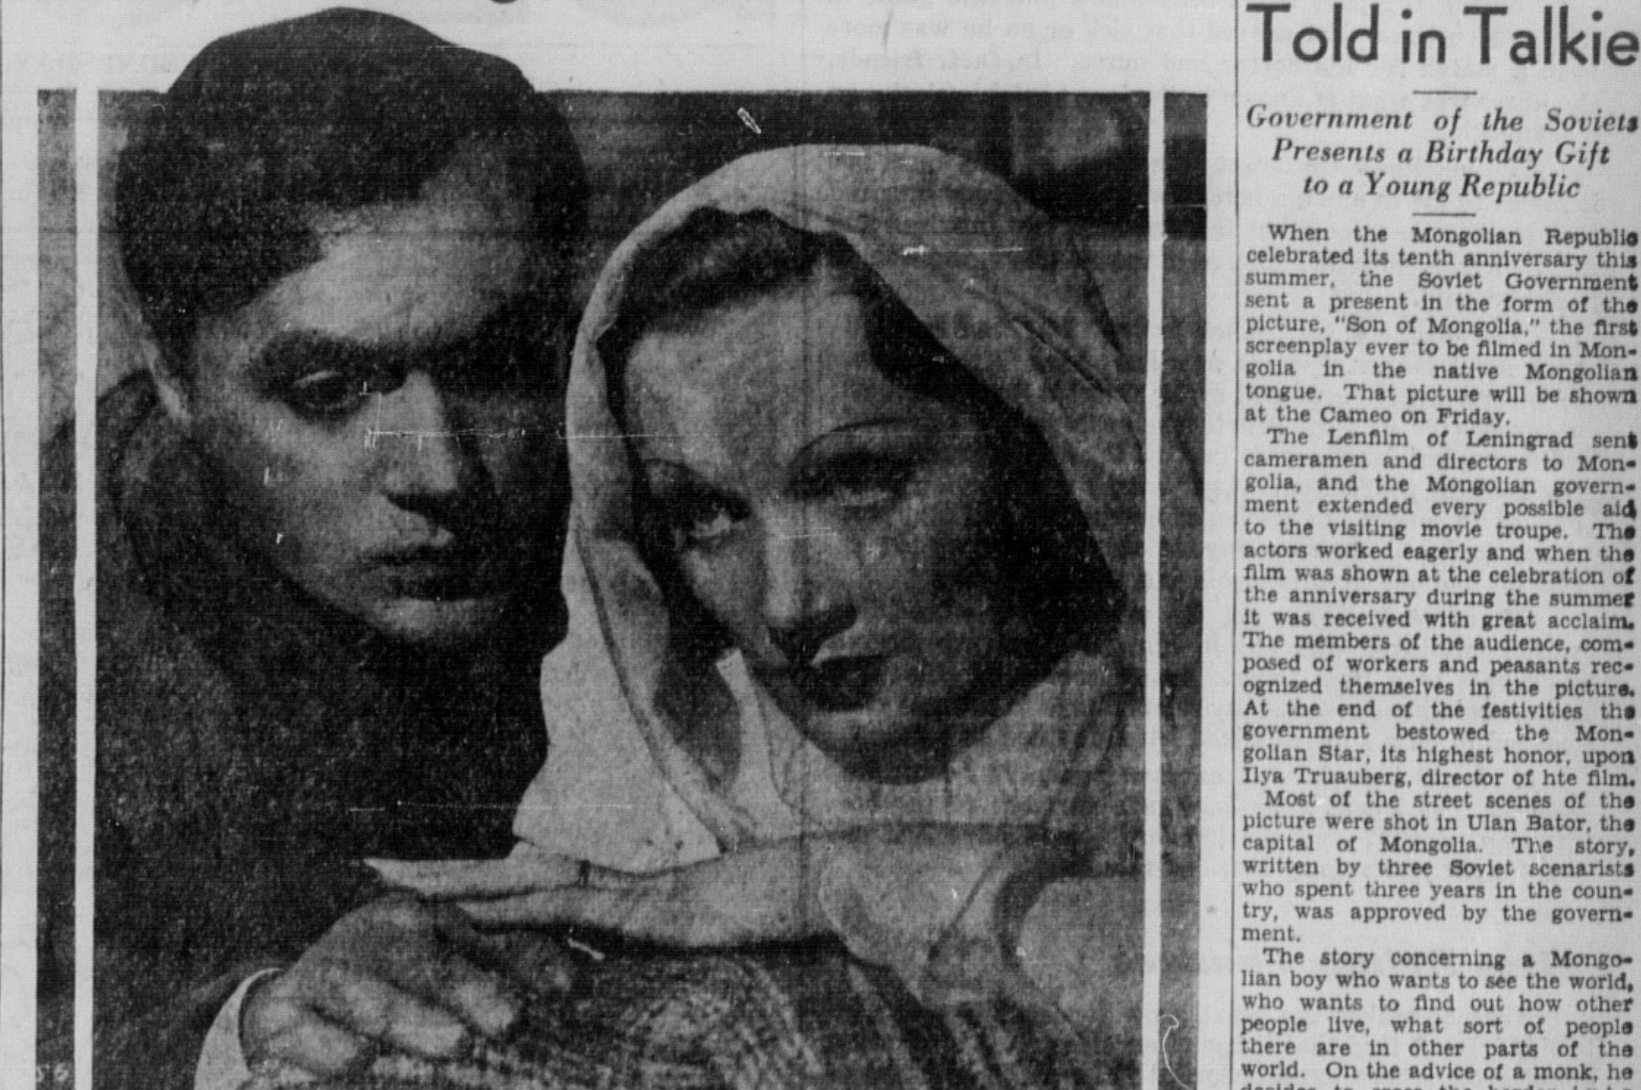 Told in Talkie
Government of the Soviets
Presents a Birthday Gift
to a Young Republic
When the Mongolian Republic
celebrated its tenth anniversary this
summer, the Soviet Government
sent a present in the form of the
picture, "Son of Mongolia," the first
screenplay ever to be filmed in Mon-
golia in the native Mongolian
tongue. That picture will be shown
at the Cameo on Friday.
The Lenfilm of Leningrad sent
cameramen and directors to Mon-
golia, and the Mongolian govern-
ment extended every possible aid
to the visiting movie troupe. The
actors worked eagerly and when the
film was shown at the celebration of
the anniversary during the summer
it was received with great acclaim.
The members of the audience, com-
posed of workers and peasants rec-
ognized themselves in the picture.
At the end of the festivities the
government bestowed the Mon-
golian Star, its highest honor, upon
Ilya Truauberg, director of hte film.
Most of the street scenes of the
picture were shot in Ulan Bator, the
capital of Mongolia. The story,
written by three Soviet scenarists
who spent three years in the coun-
try, was approved by the govern-
ment.
The story concerning a Mongo-
lian boy who wants to see the world,
who wants to find out how other
people live, what sort of people
there are in other parts of the
world. On the advice of a monk, he